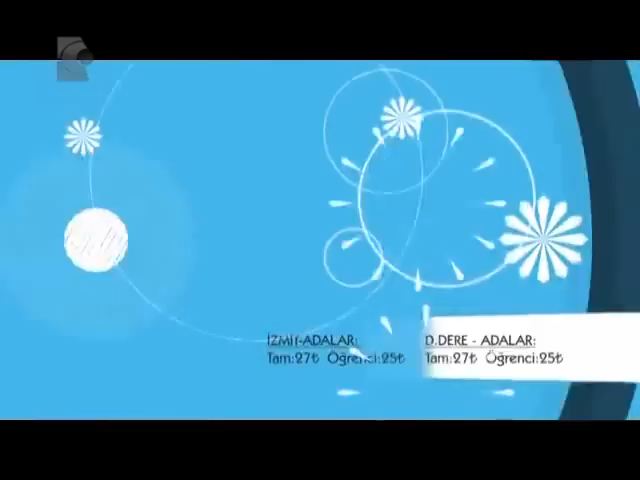 İZMİT-ADALAR:
Tam:27₺ Öğrenci:25₺
D.DERE - ADALAR:
Tam:27₺ Öğrenci:25₺